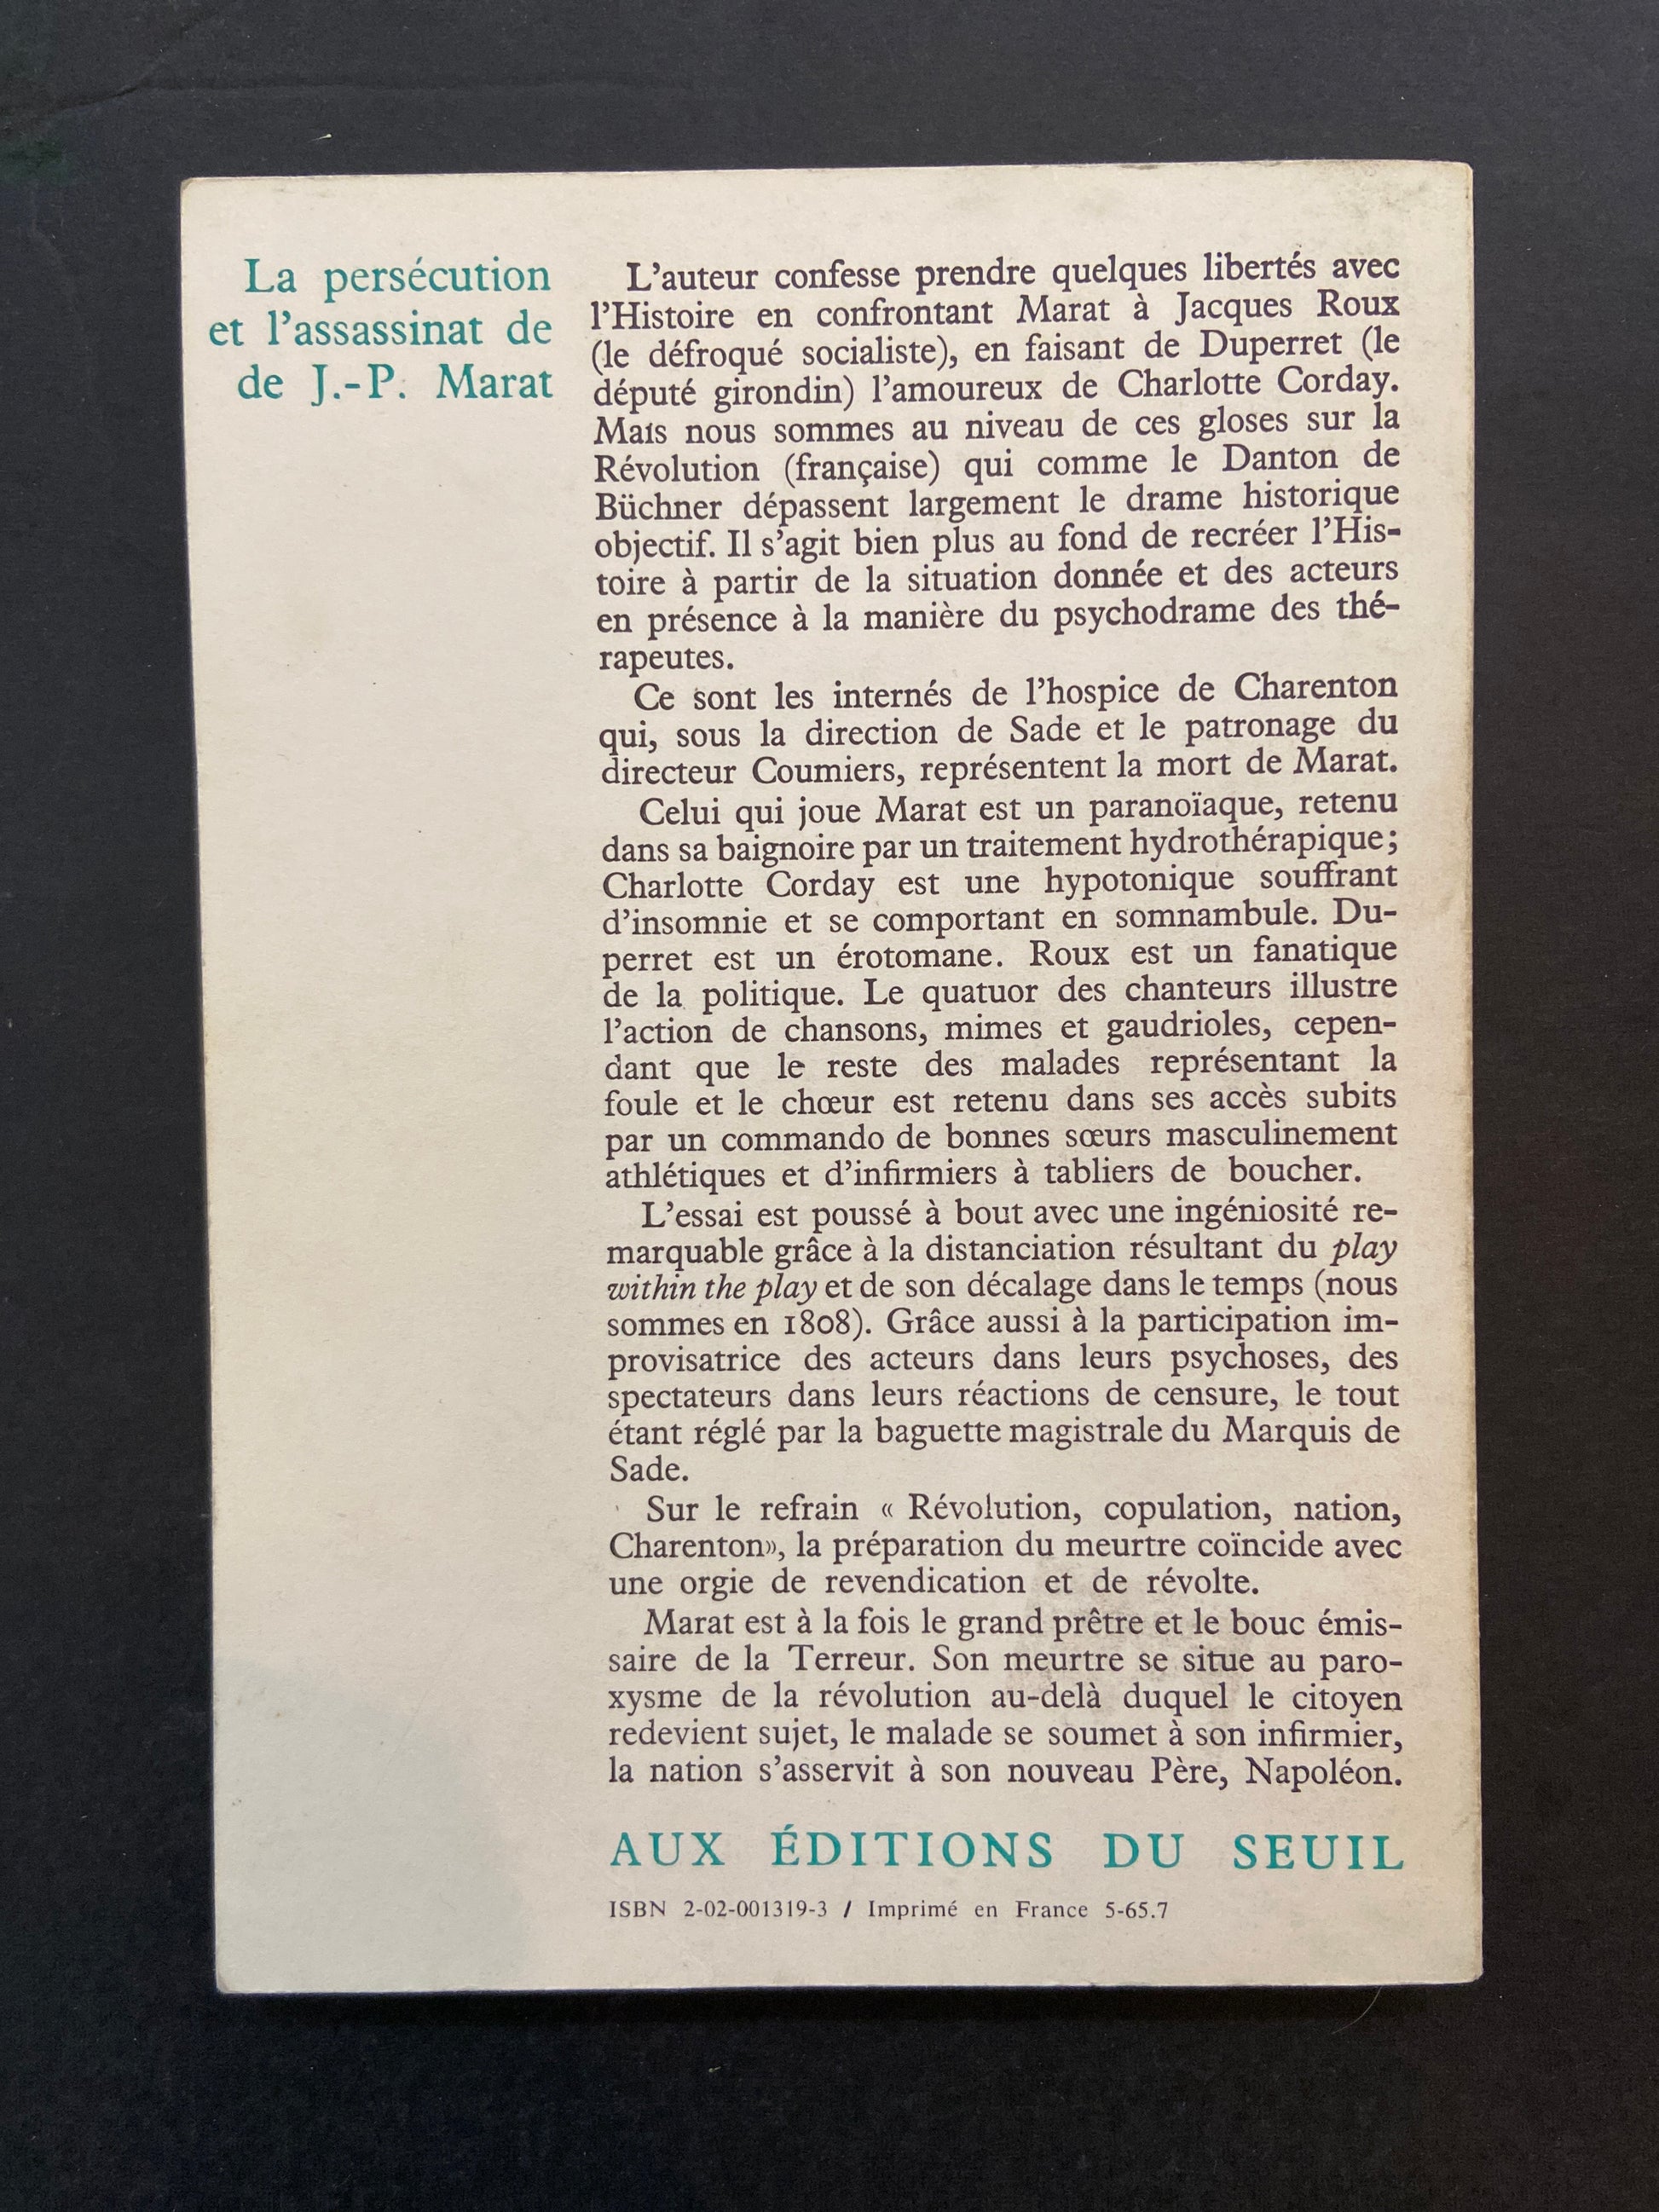 La persécution
et l'assassinat de
de J.-P. Marat
L'auteur confesse prendre quelques libertés avec
l'Histoire en confrontant Marat à Jacques Roux
(le défroqué socialiste), en faisant de Duperret (le
député girondin) l'amoureux de Charlotte Corday.
Mais nous sommes au niveau de ces gloses sur la
Révolution (française) qui comme le Danton de
Büchner dépassent largement le drame historique
objectif. Il s'agit bien plus au fond de recréer l'His-
toire à partir de la situation donnée et des acteurs
en présence à la manière du psychodrame des thé-
rapeutes.
Ce sont les internés de l'hospice de Charenton
qui, sous la direction de Sade et le patronage du
directeur Coumiers, représentent la mort de Marat.
Celui qui joue Marat est un paranoïaque, retenu
dans sa baignoire par un traitement hydrothérapique;
Charlotte Corday est une hypotonique souffrant
d'insomnie et se comportant en somnambule. Du-
perret est un érotomane. Roux est un fanatique
de la politique. Le quatuor des chanteurs illustre
l'action de chansons, mimes et gaudrioles, cepen-
dant que le reste des malades représentant la
foule et le chœur est retenu dans ses accès subits
par un commando de bonnes sœurs masculinement
athlétiques et d'infirmiers à tabliers de boucher.
L'essai est poussé à bout avec une ingéniosité re-
marquable grâce à la distanciation résultant du play
within the play et de son décalage dans le temps (nous
sommes en 1808). Grâce aussi à la participation im-
provisatrice des acteurs dans leurs psychoses, des
spectateurs dans leurs réactions de censure, le tout
étant réglé par la baguette magistrale du Marquis de
Sade.
Sur le refrain « Révolution, copulation, nation,
Charenton», la préparation du meurtre coïncide avec
une orgie de revendication et de révolte.
Marat est à la fois le grand prêtre et le bouc émis-
saire de la Terreur. Son meurtre se situe au paro-
xysme de la révolution au-delà duquel le citoyen
redevient sujet, le malade se soumet à son infirmier,
la nation s'asservit à son nouveau Père, Napoléon.
AUX ÉDITIONS DU SEUIL
ISBN 2-02-001319-3 / Imprimé en France 5-65.7